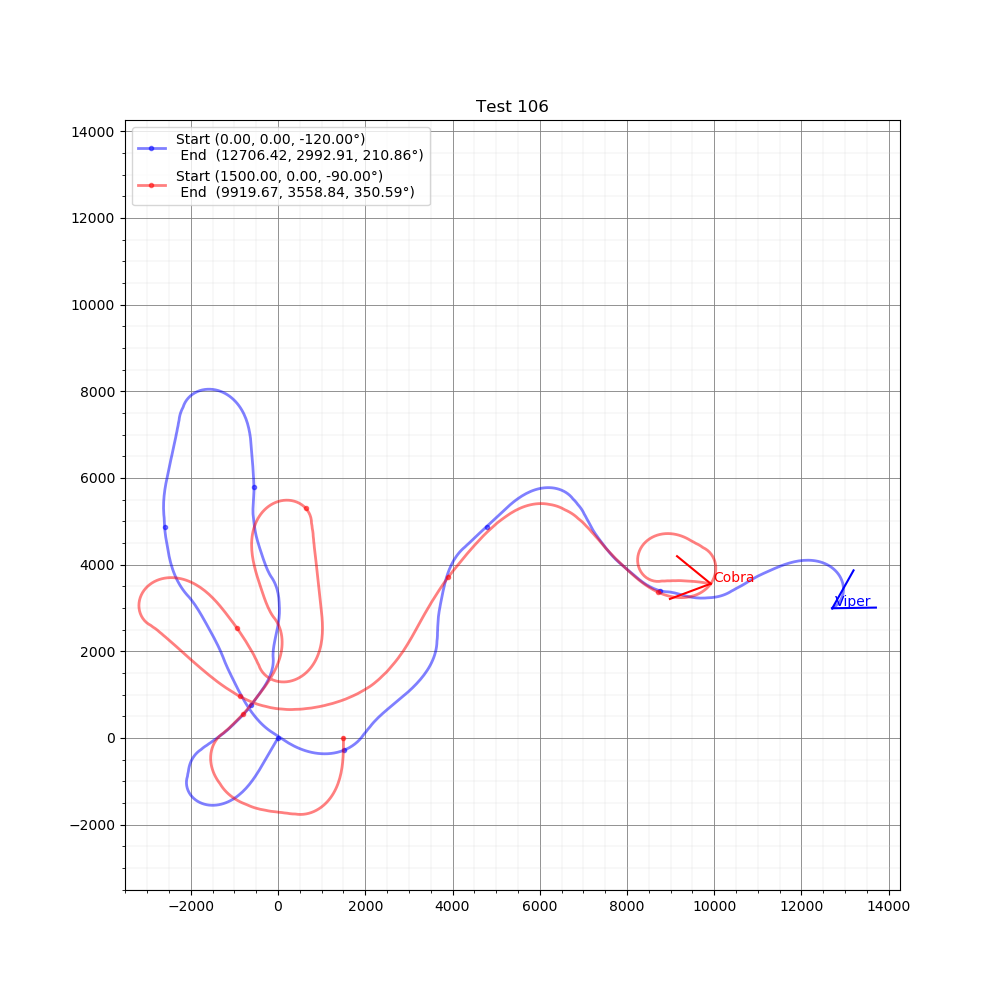 Test 106
Start (0.00, 0.00, -120.00°)
End (12706.42, 2992.91, 210.86°)
Start (1500.00, 0.00, -90.00°)
End (9919.67, 3558.84, 350.59°)
14000
12000
10000
8000
6000
4000
2000
0
−2000
Cobra
Viper
−2000 0 2000 4000 6000 8000 10000 12000 14000